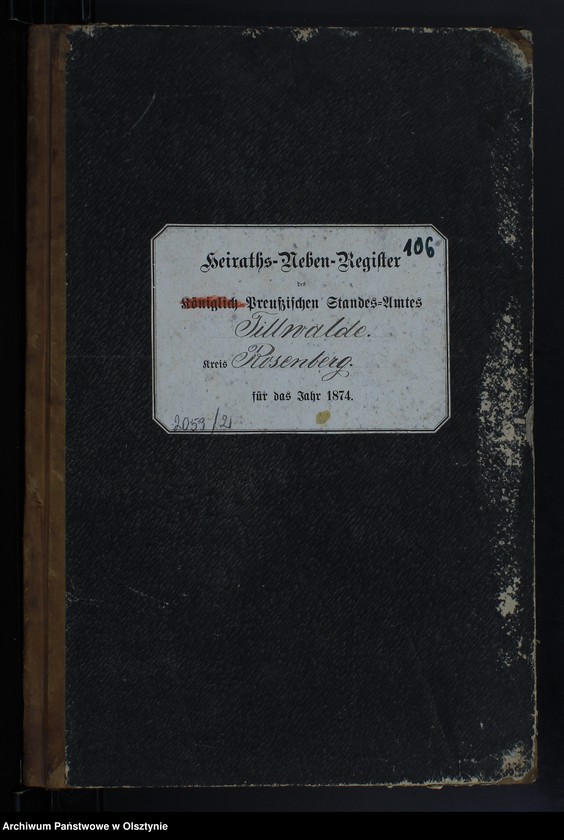 106
Heiraths-Neben-Register
des
Königlich Preußischen Standes-Amtes
Tillwalde.
Kreis Rosenberg.
für das Jahr 1874.
2059/21
Archiwum Państwowe w Olsztynie